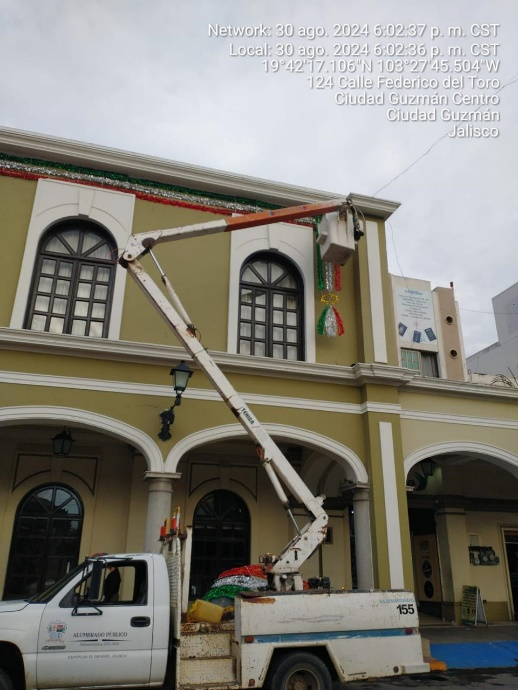 Network: 30 ago. 2024 6:02:37 p. m. CST
Local: 30 ago. 2024 6:02:36 p. m. CST
19°42'17.106"N 103°27'45.504"W
124 Calle Federico del Toro
Ciudad Guzmán Centro
Ciudad Guzmán
Jalisco
ALUMBRADO PÚBLICO
155